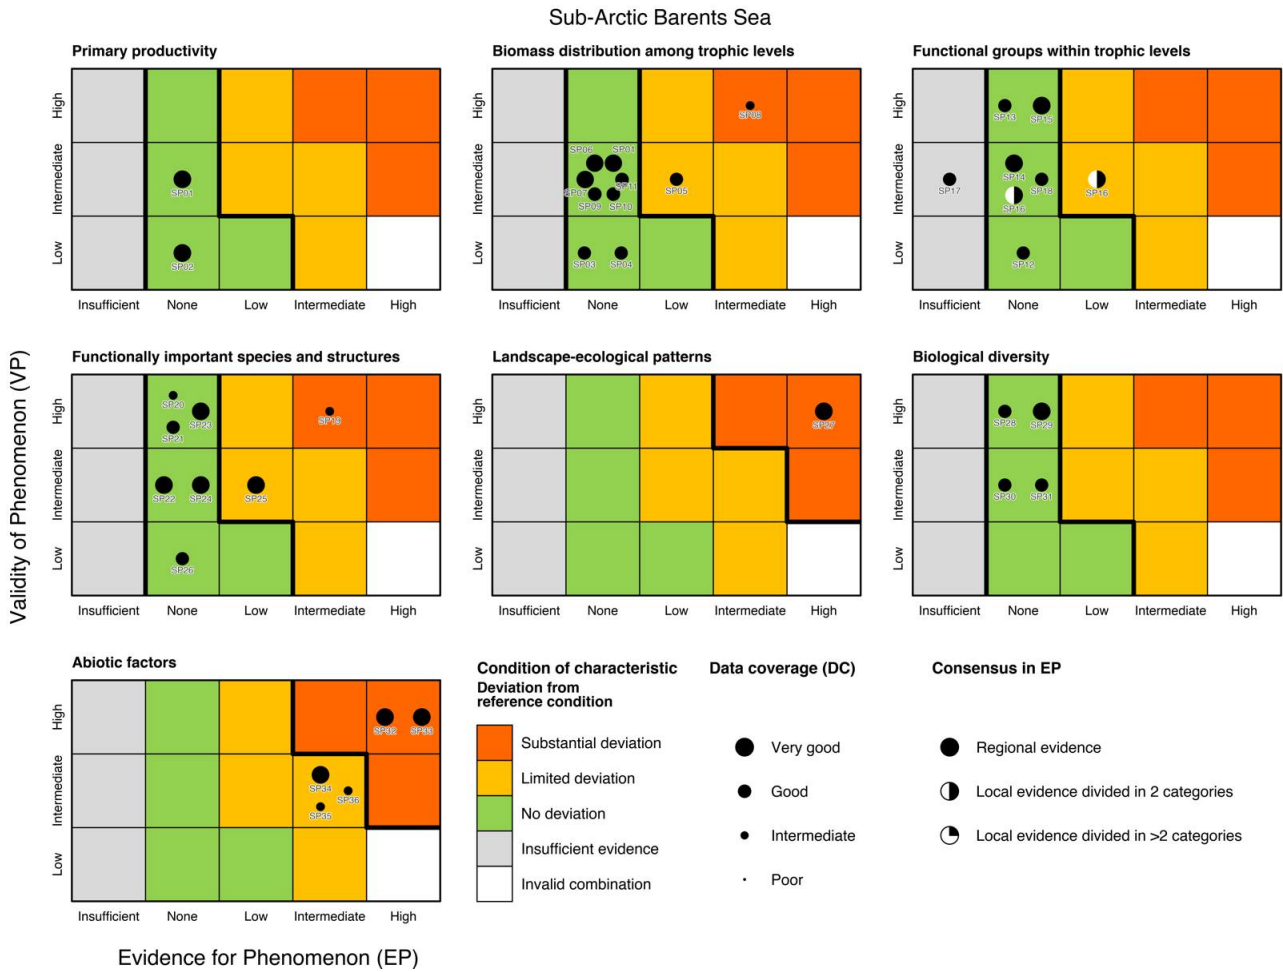 Sub-Arctic Barents Sea
Primary productivity
High
Intermediate
Low
SP01
SP02
Insufficient None Low Intermediate High
Biomass distribution among trophic levels
SP08
SP06 SP01
SP07 SP11 SP05
SP09 SP10
SP03 SP04
Insufficient None Low Intermediate High
Functional groups within trophic levels
High
Intermediate
Low
SP13 SP15
SP17 SP14 SP18 SP16
SP16
SP12
Insufficient None Low Intermediate High
Validity of Phenomenon (VP)
Functionally important species and structures
High
Intermediate
Low
SP20 SP23 SP19
SP21
SP22 SP24 SP25
SP26
Insufficient None Low Intermediate High
Landscape-ecological patterns
SP27
Insufficient None Low Intermediate High
Biological diversity
High
Intermediate
Low
SP28 SP29
SP30 SP31
Insufficient None Low Intermediate High
Abiotic factors
High
Intermediate
Low
SP32 SP33
SP34 SP36
SP35
Insufficient None Low Intermediate High
Evidence for Phenomenon (EP)
Condition of characteristic
Deviation from
reference condition
Substantial deviation
Limited deviation
No deviation
Insufficient evidence
Invalid combination
Data coverage (DC)
Very good
Good
Intermediate
Poor
Consensus in EP
Regional evidence
Local evidence divided in 2 categories
Local evidence divided in >2 categories